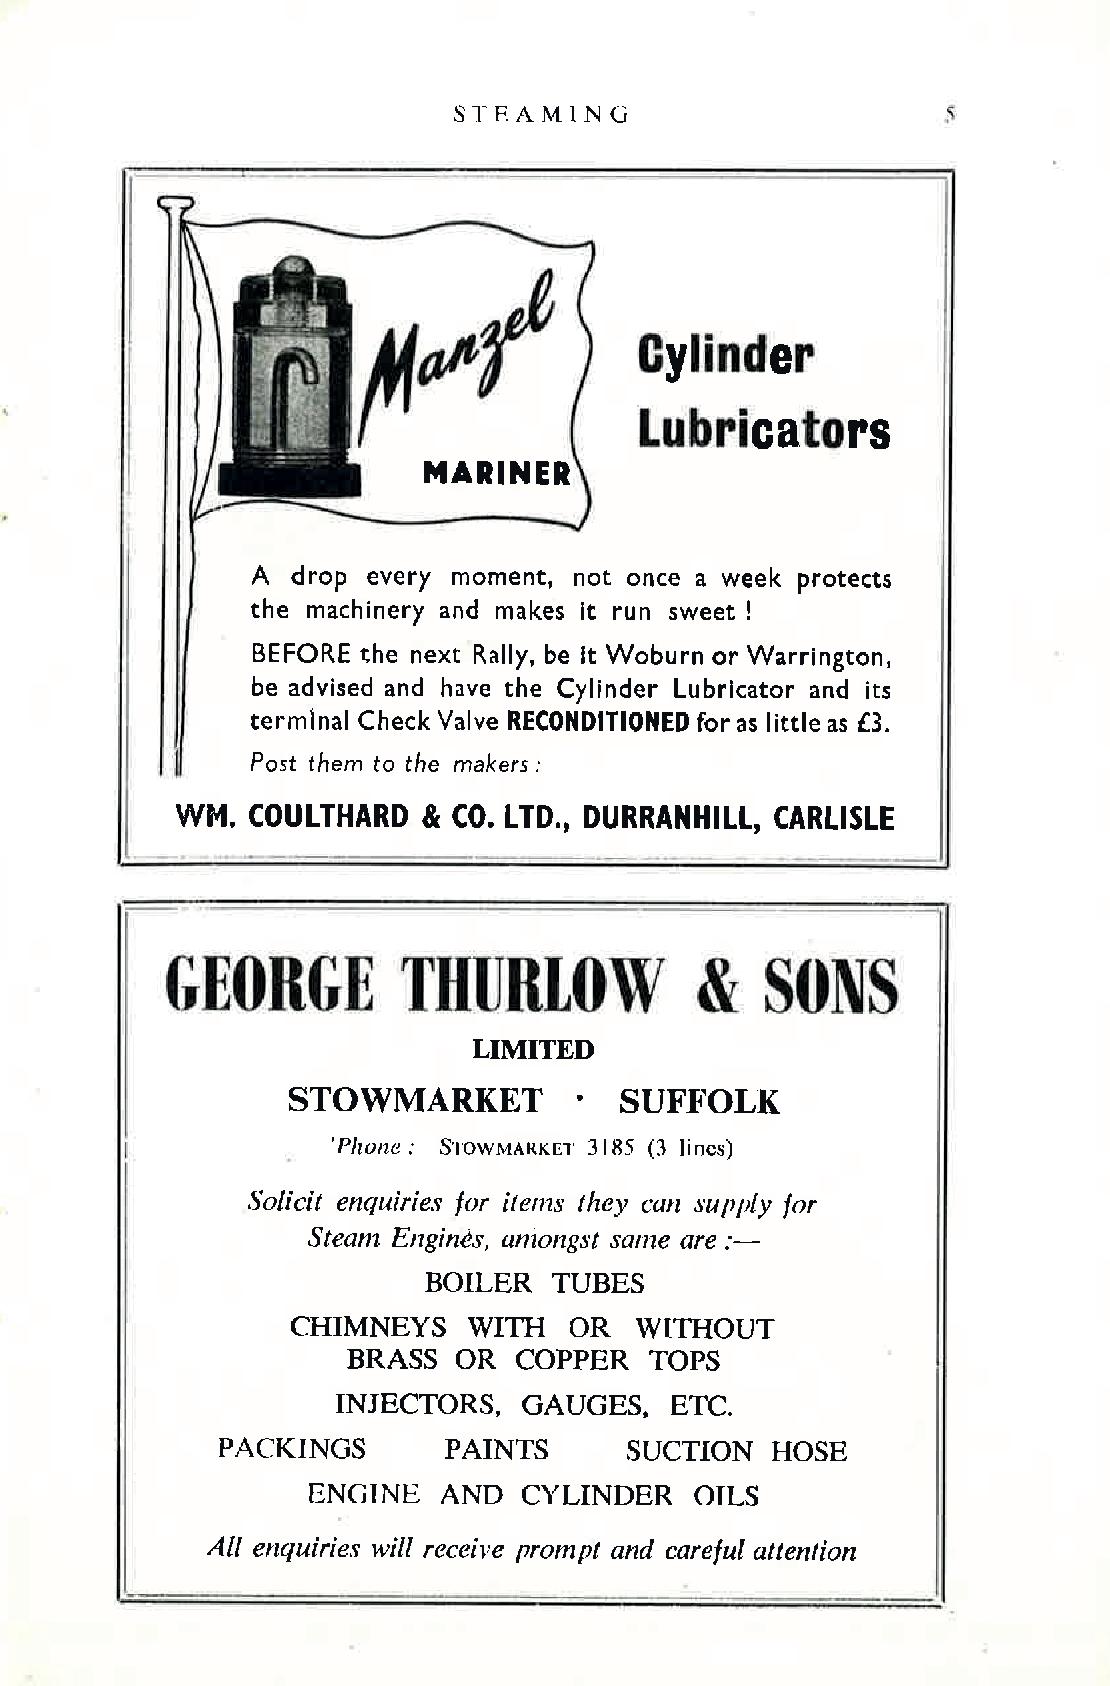 STEAMING 5
Manzel
MARINER
Cylinder
Lubricators
A drop every moment, not once a week protects
the machinery and makes it run sweet !
BEFORE the next Rally, be it Woburn or Warrington,
be advised and have the Cylinder Lubricator and its
terminal Check Valve RECONDITIONED for as little as £3.
Post them to the makers :
WM. COULTHARD & CO. LTD., DURRANHILL, CARLISLE
GEORGE THURLOW & SONS
LIMITED
STOWMARKET · SUFFOLK
'Phone : STOWMARKET 3185 (3 lines)
Solicit enquiries for items they can supply for
Steam Engines, amongst same are :—
BOILER TUBES
CHIMNEYS WITH OR WITHOUT
BRASS OR COPPER TOPS
INJECTORS, GAUGES, ETC.
PACKINGS PAINTS SUCTION HOSE
ENGINE AND CYLINDER OILS
All enquiries will receive prompt and careful attention